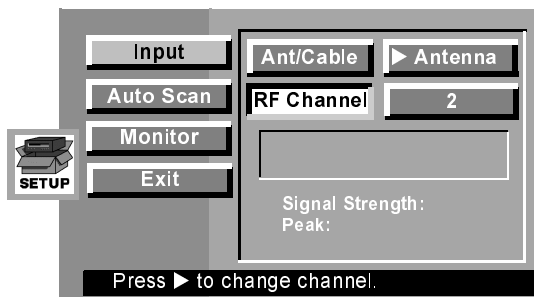 Input
Auto Scan
Monitor
Exit
SETUP
Ant/Cable ▶ Antenna
RF Channel 2
Signal Strength:
Peak:
Press ▶ to change channel.